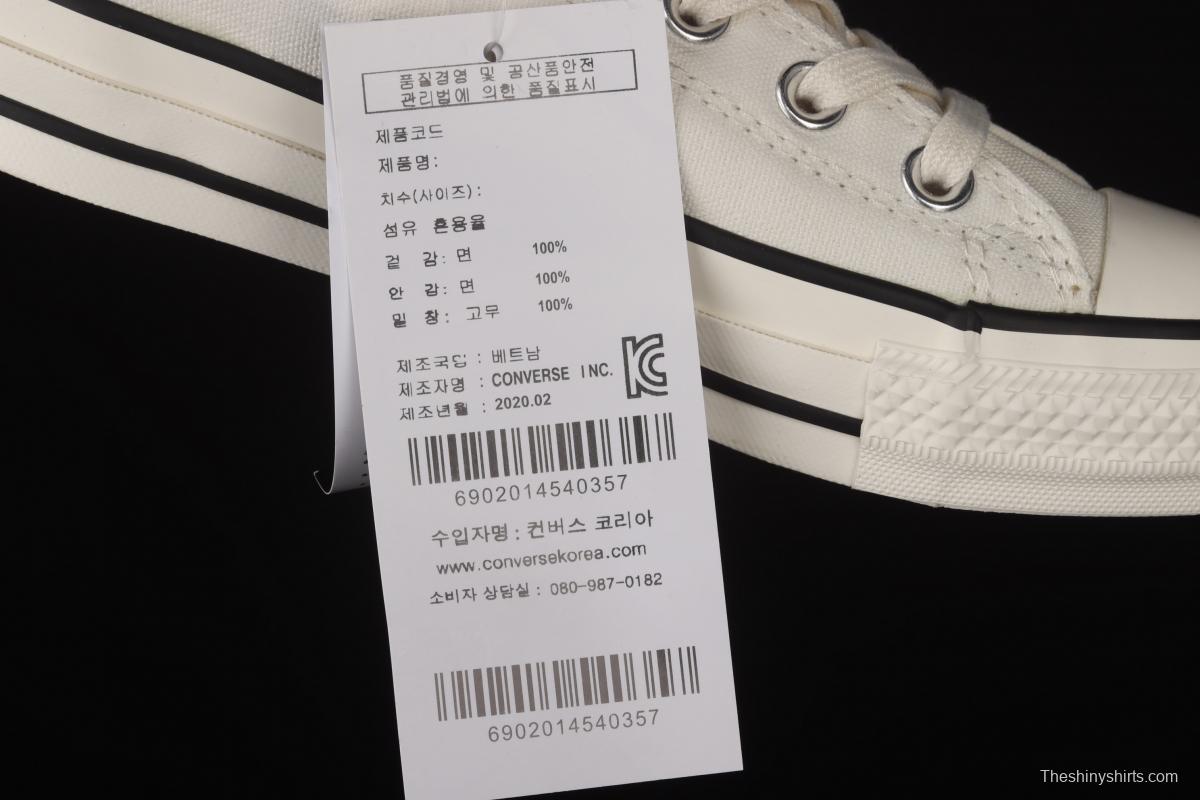 품질경영 및 공산품안전
관리법에 의한 품질표시
제품코드
제품명:
치수(사이즈):
섬유 혼용율
겉 감: 면 100%
안 감: 면 100%
밑 창: 고무 100%
제조국입 : 베트남
제조자명 : CONVERSE INC.
제조년월 : 2020.02
6902014540357
수입자명 : 컨버스 코리아
www.conversekorea.com
소비자 상담실 : 080-987-0182
6902014540357
Theshinyshirts.com